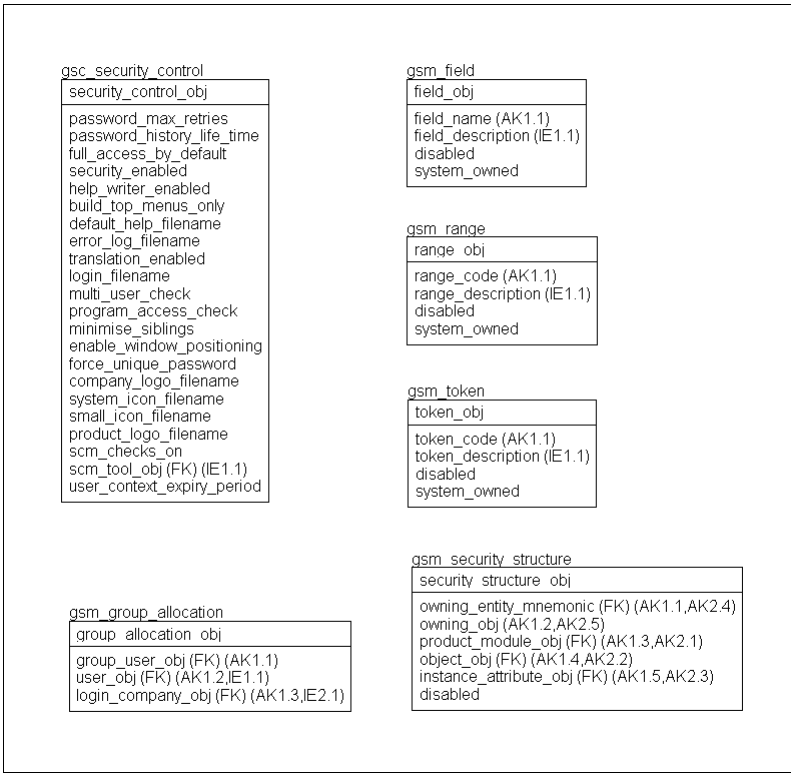 gsc_security_control
security_control_obj
password_max_retries
password_history_life_time
full_access_by_default
security_enabled
help_writer_enabled
build_top_menus_only
default_help_filename
error_log_filename
translation_enabled
login_filename
multi_user_check
program_access_check
minimise_siblings
enable_window_positioning
force_unique_password
company_logo_filename
system_icon_filename
small_icon_filename
product_logo_filename
scm_checks_on
scm_tool_obj (FK) (IE1.1)
user_context_expiry_period
gsm_field
field_obj
field_name (AK1.1)
field_description (IE1.1)
disabled
system_owned
gsm_range
range_obj
range_code (AK1.1)
range_description (IE1.1)
disabled
system_owned
gsm_token
token_obj
token_code (AK1.1)
token_description (IE1.1)
disabled
system_owned
gsm_group_allocation
group_allocation_obj
group_user_obj (FK) (AK1.1)
user_obj (FK) (AK1.2,IE1.1)
login_company_obj (FK) (AK1.3,IE2.1)
gsm_security_structure
security_structure_obj
owning_entity_mnemonic (FK) (AK1.1,AK2.4)
owning_obj (AK1.2,AK2.5)
product_module_obj (FK) (AK1.3,AK2.1)
object_obj (FK) (AK1.4,AK2.2)
instance_attribute_obj (FK) (AK1.5,AK2.3)
disabled